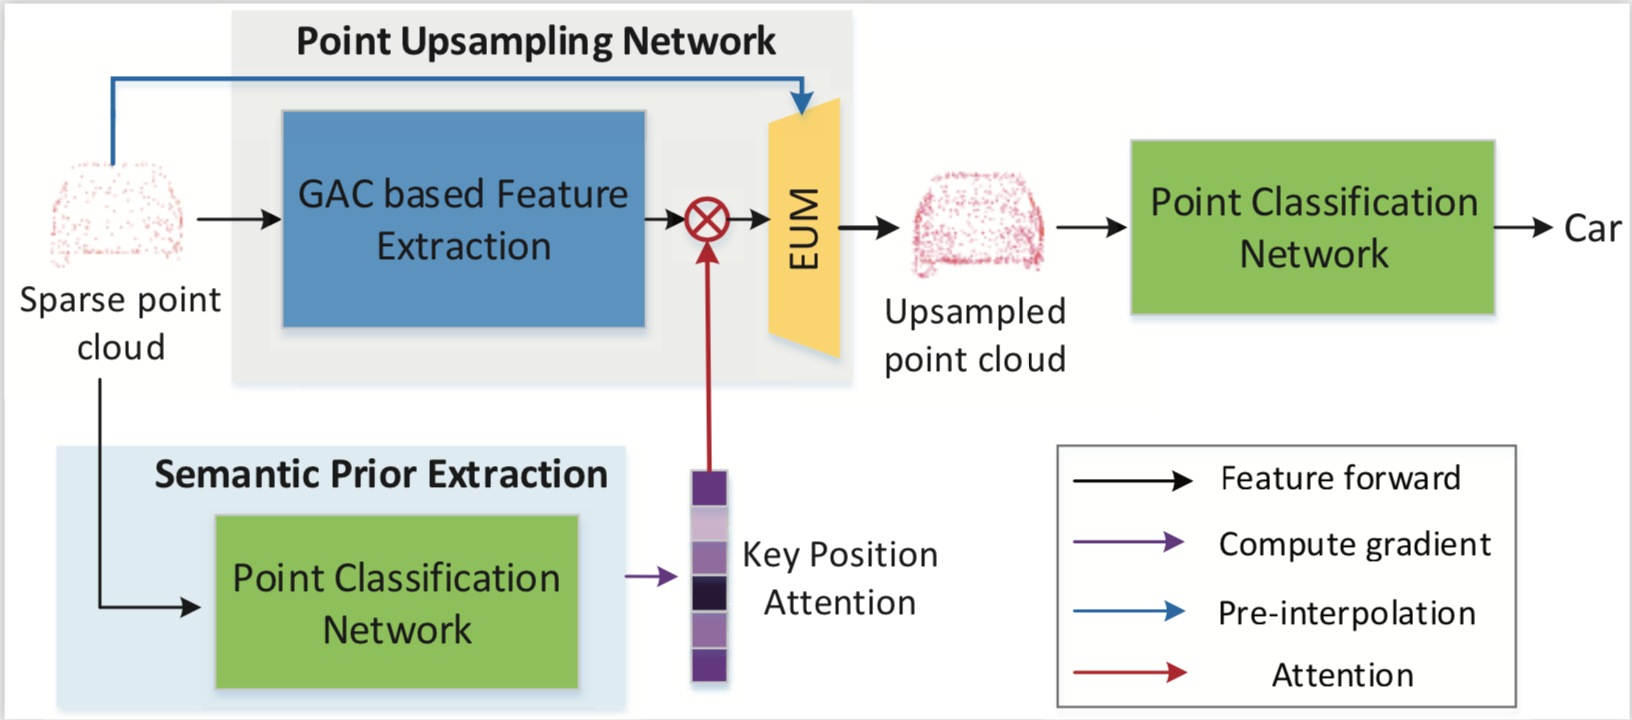 Point Upsampling Network
GAC based Feature
Extraction
EUM
Sparse point
cloud
Upsampled
point cloud
Point Classification
Network
Car
Semantic Prior Extraction
Point Classification
Network
Key Position
Attention
Feature forward
Compute gradient
Pre-interpolation
Attention